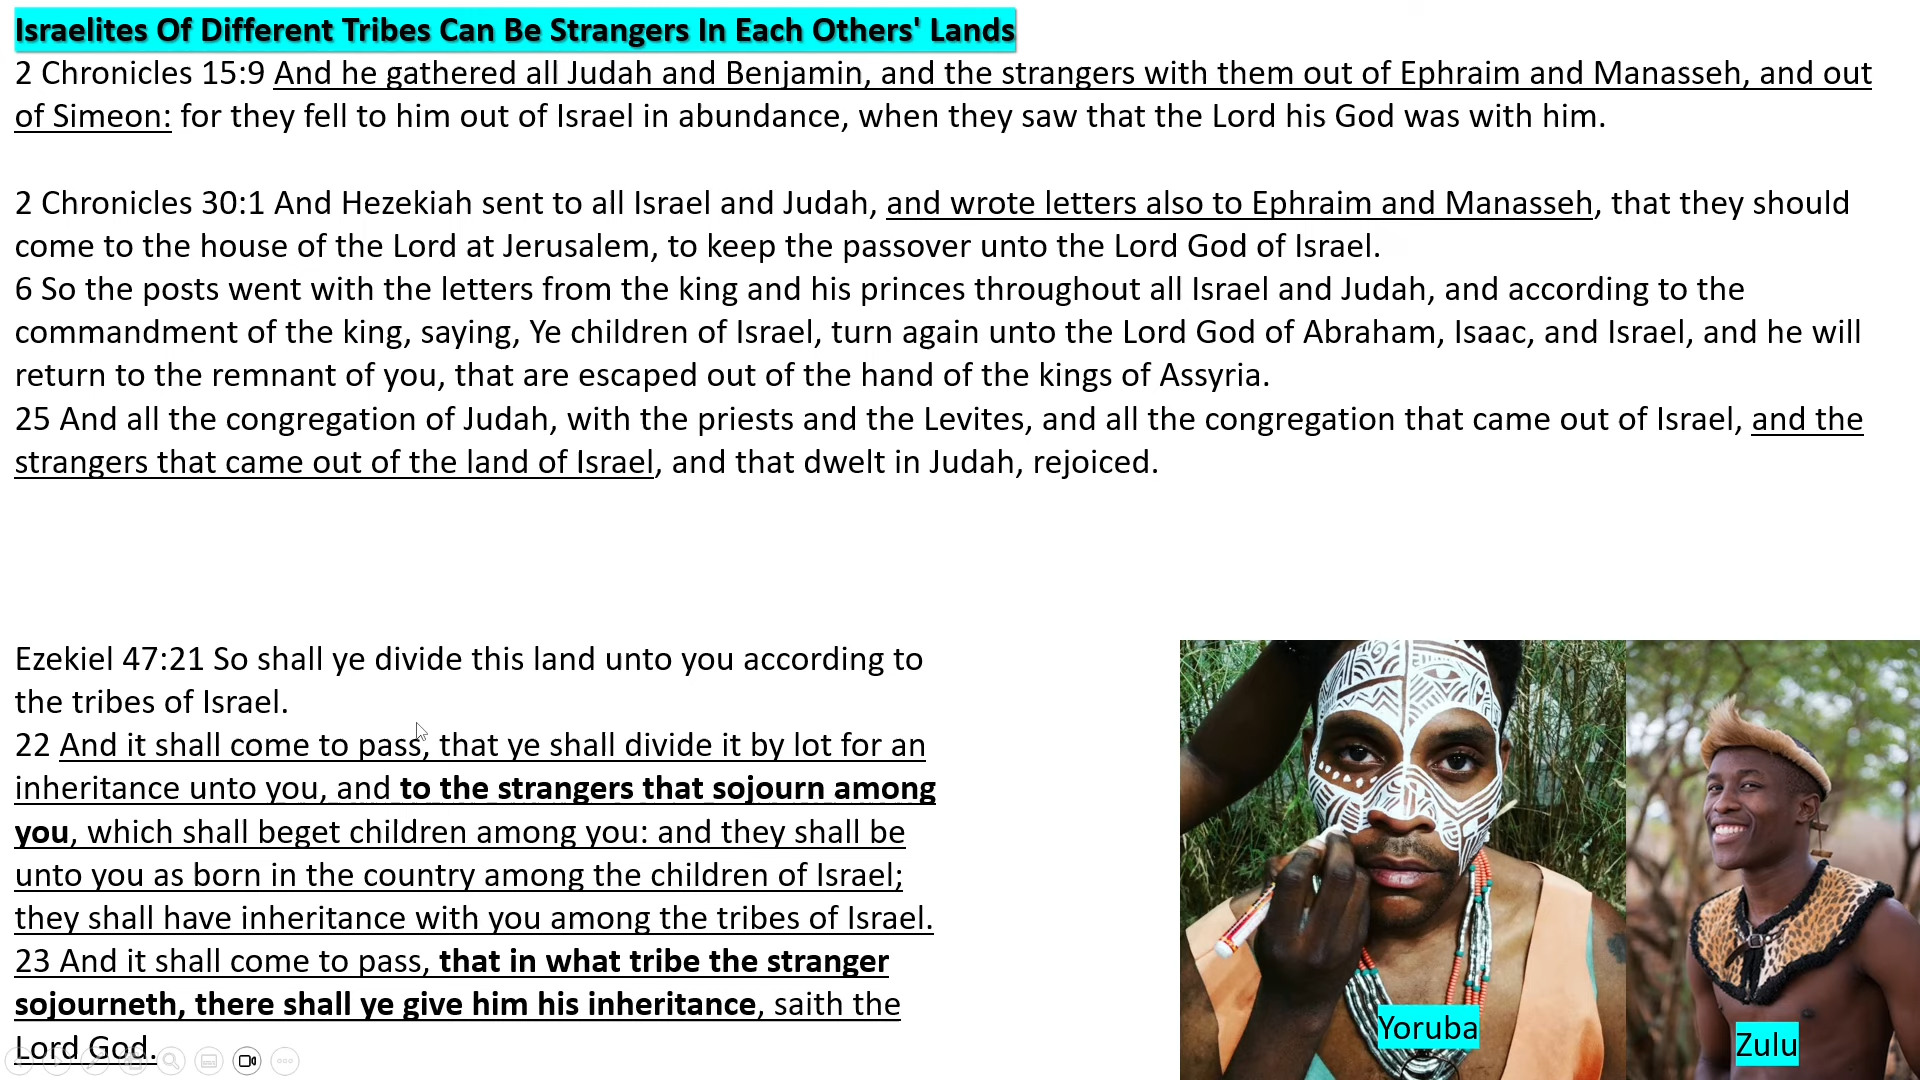 Israelites Of Different Tribes Can Be Strangers In Each Others' Lands
2 Chronicles 15:9 And he gathered all Judah and Benjamin, and the strangers with them out of Ephraim and Manasseh, and out
of Simeon: for they fell to him out of Israel in abundance, when they saw that the Lord his God was with him.
2 Chronicles 30:1 And Hezekiah sent to all Israel and Judah, and wrote letters also to Ephraim and Manasseh, that they should
come to the house of the Lord at Jerusalem, to keep the passover unto the Lord God of Israel.
6 So the posts went with the letters from the king and his princes throughout all Israel and Judah, and according to the
commandment of the king, saying, Ye children of Israel, turn again unto the Lord God of Abraham, Isaac, and Israel, and he will
return to the remnant of you, that are escaped out of the hand of the kings of Assyria.
25 And all the congregation of Judah, with the priests and the Levites, and all the congregation that came out of Israel, and the
strangers that came out of the land of Israel, and that dwelt in Judah, rejoiced.
Ezekiel 47:21 So shall ye divide this land unto you according to
the tribes of Israel.
22 And it shall come to pass, that ye shall divide it by lot for an
inheritance unto you, and to the strangers that sojourn among
you, which shall beget children among you: and they shall be
unto you as born in the country among the children of Israel;
they shall have inheritance with you among the tribes of Israel.
23 And it shall come to pass, that in what tribe the stranger
sojourneth, there shall ye give him his inheritance, saith the
Lord God.
Yoruba
Zulu